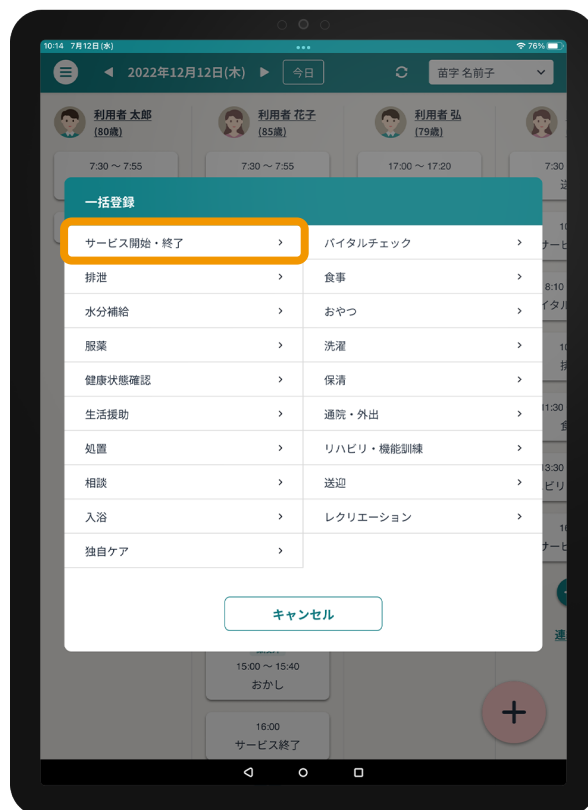 10:14 7月12日(水)
76%
2022年12月12日(木)
今日
苗字 名前子
利用者 太郎
(80歳)
利用者 花子
(85歳)
利用者 弘
(79歳)
7:30 ～ 7:55
7:30 ～ 7:55
17:00 ～ 17:20
7:30
一括登録
サービス開始・終了
バイタルチェック
排泄
食事
水分補給
おやつ
服薬
洗濯
健康状態確認
保清
生活援助
通院・外出
処置
リハビリ・機能訓練
相談
送迎
入浴
レクリエーション
独自ケア
8:10
11:30
13:30
キャンセル
15:00 ～ 15:40
おかし
16:00
サービス終了